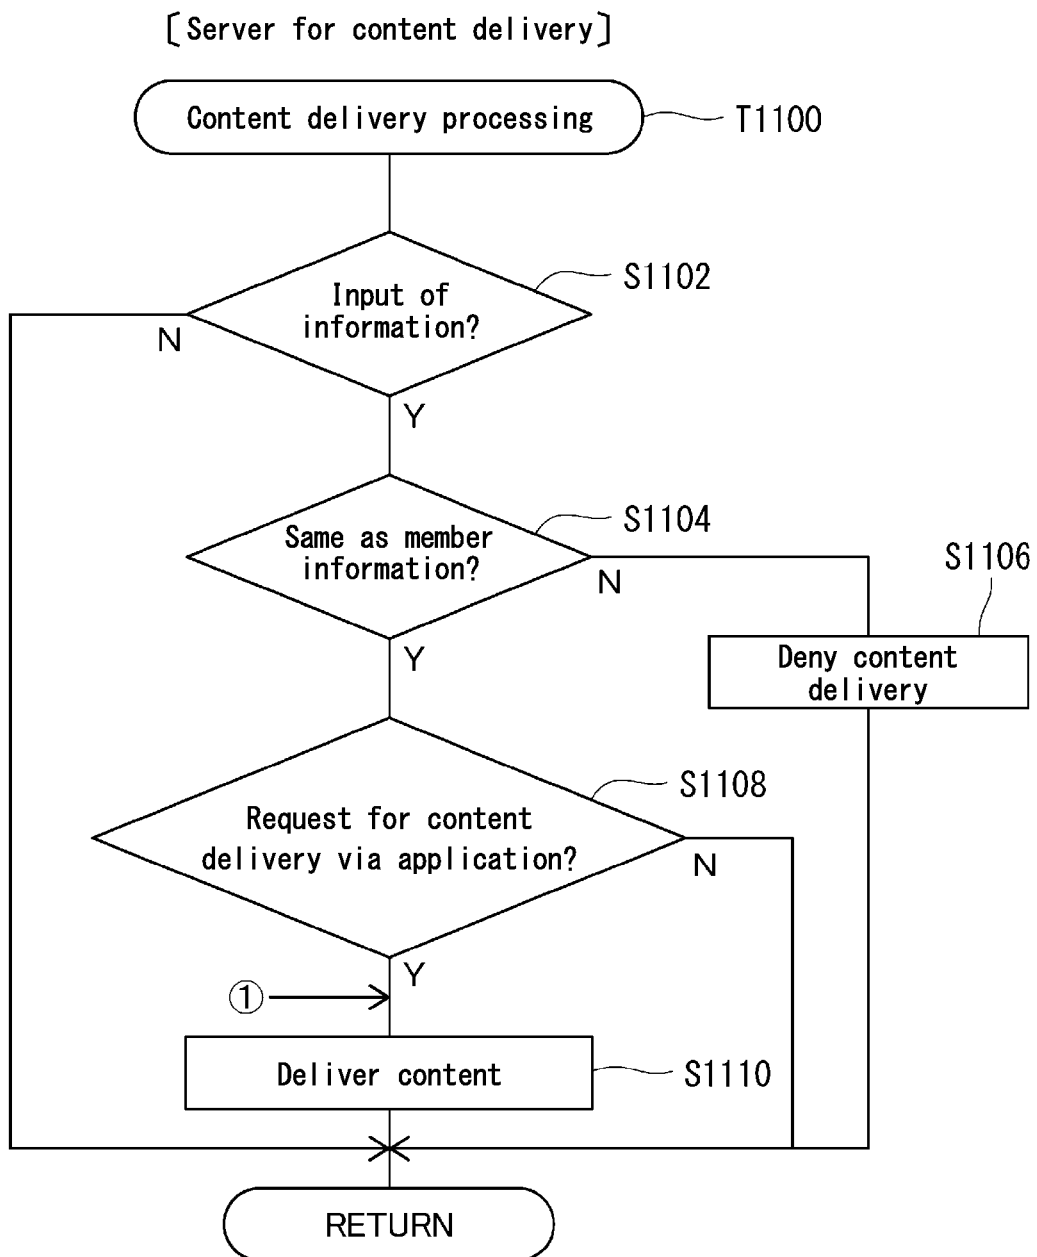 [Server for content delivery]
Content delivery processing
T1100
Input of
information?
S1102
N
Y
Same as member
information?
S1104
N
Y
S1106
Deny content
delivery
Request for content
delivery via application?
S1108
N
Y
①
Deliver content
S1110
RETURN